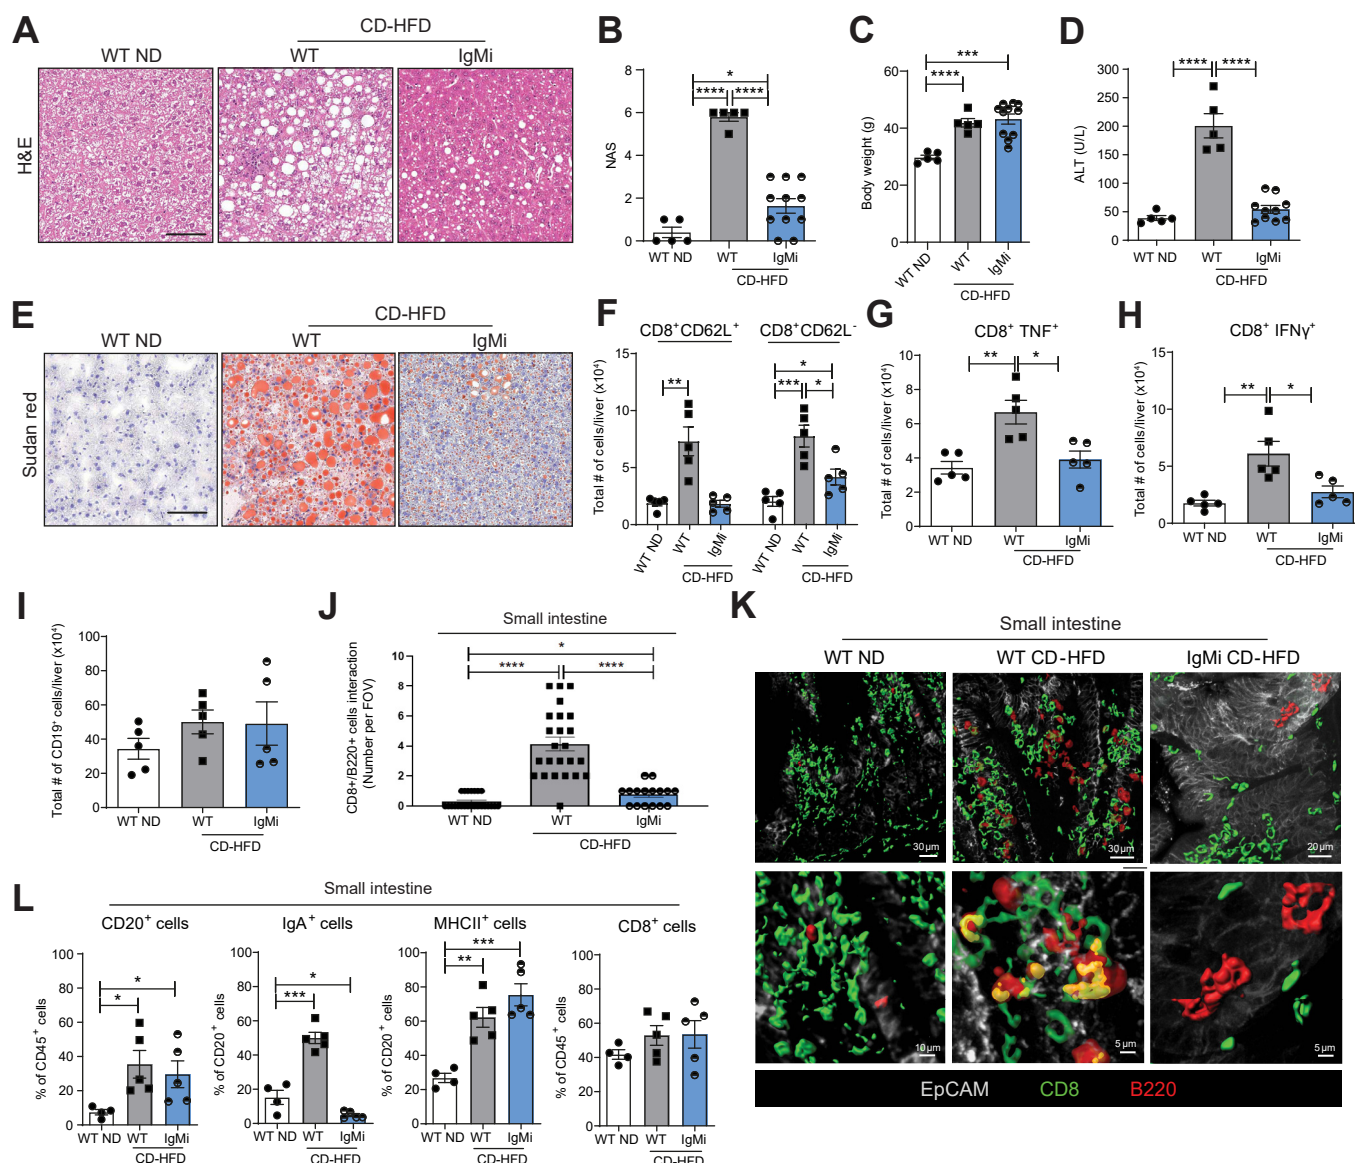 A
CD-HFD
WT ND
WT
IgMi
H&E
B
NAS
*
**** ****
6
4
2
0
WT ND
WT
IgMi
CD-HFD
C
Body weight (g)
***
****
60
40
20
0
WT ND
WT
IgMi
CD-HFD
D
ALT (U/L)
**** ****
300
250
200
150
100
50
0
WT ND
WT
IgMi
CD-HFD
E
CD-HFD
WT ND
WT
IgMi
Sudan red
F
CD8+CD62L+
CD8+CD62L-
Total # of cells/liver (x10⁴)
15
10
5
0
**
*
*** *
WT ND
WT
IgMi
WT ND
WT
IgMi
CD-HFD
CD-HFD
G
CD8+ TNF+
Total # of cells/liver (x10⁴)
10
8
6
4
2
0
** *
WT ND
WT
IgMi
CD-HFD
H
CD8+ IFNγ+
Total # of cells/liver (x10⁴)
15
10
5
0
** *
WT ND
WT
IgMi
CD-HFD
I
Total # of CD19+ cells/liver (x10⁴)
100
80
60
40
20
0
WT ND
WT
IgMi
CD-HFD
J
Small intestine
CD8+/B220+ cells interaction
(Number per FOV)
*
**** ****
10
8
6
4
2
0
WT ND
WT
IgMi
CD-HFD
K
Small intestine
WT ND
WT CD-HFD
IgMi CD-HFD
30 µm
30 µm
20 µm
10 µm
5 µm
5 µm
EpCAM CD8 B220
L
Small intestine
CD20+ cells
% of CD45+ cells
100
80
60
40
20
0
*
*
WT ND
WT
IgMi
CD-HFD
IgA+ cells
% of CD20+ cells
100
80
60
40
20
0
*
***
WT ND
WT
IgMi
CD-HFD
MHCII+ cells
% of CD20+ cells
100
80
60
40
20
0
***
**
WT ND
WT
IgMi
CD-HFD
CD8+ cells
% of CD45+ cells
100
80
60
40
20
0
WT ND
WT
IgMi
CD-HFD